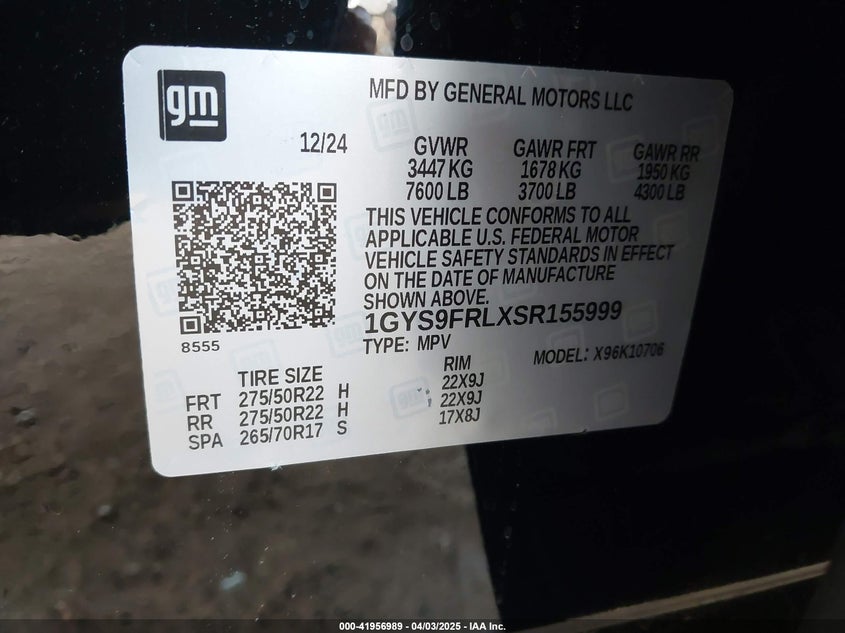 gm
MFD BY GENERAL MOTORS LLC
12/24 GVWR GAWR FRT GAWR RR
3447 KG 1678 KG 1950 KG
7600 LB 3700 LB 4300 LB
THIS VEHICLE CONFORMS TO ALL
APPLICABLE U.S. FEDERAL MOTOR
VEHICLE SAFETY STANDARDS IN EFFECT
ON THE DATE OF MANUFACTURE
SHOWN ABOVE.
1GYS9FRLXSR155999
8555
TYPE: MPV MODEL: X96K10706
TIRE SIZE RIM
FRT 275/50R22 H 22X9J
RR 275/50R22 H 22X9J
SPA 265/70R17 S 17X8J
000-41956989 - 04/03/2025 - IAA Inc.